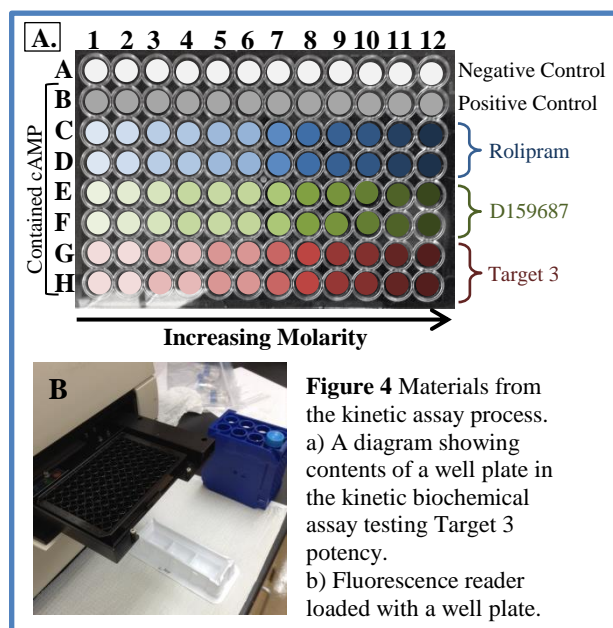 A.
1 2 3 4 5 6 7 8 9 10 11 12
A Negative Control
B Positive Control
C
D
Rolipram
E
F
D159687
G
H
Target 3
Contained cAMP
Increasing Molarity
B
Figure 4 Materials from
the kinetic assay process.
a) A diagram showing
contents of a well plate in
the kinetic biochemical
assay testing Target 3
potency.
b) Fluorescence reader
loaded with a well plate.